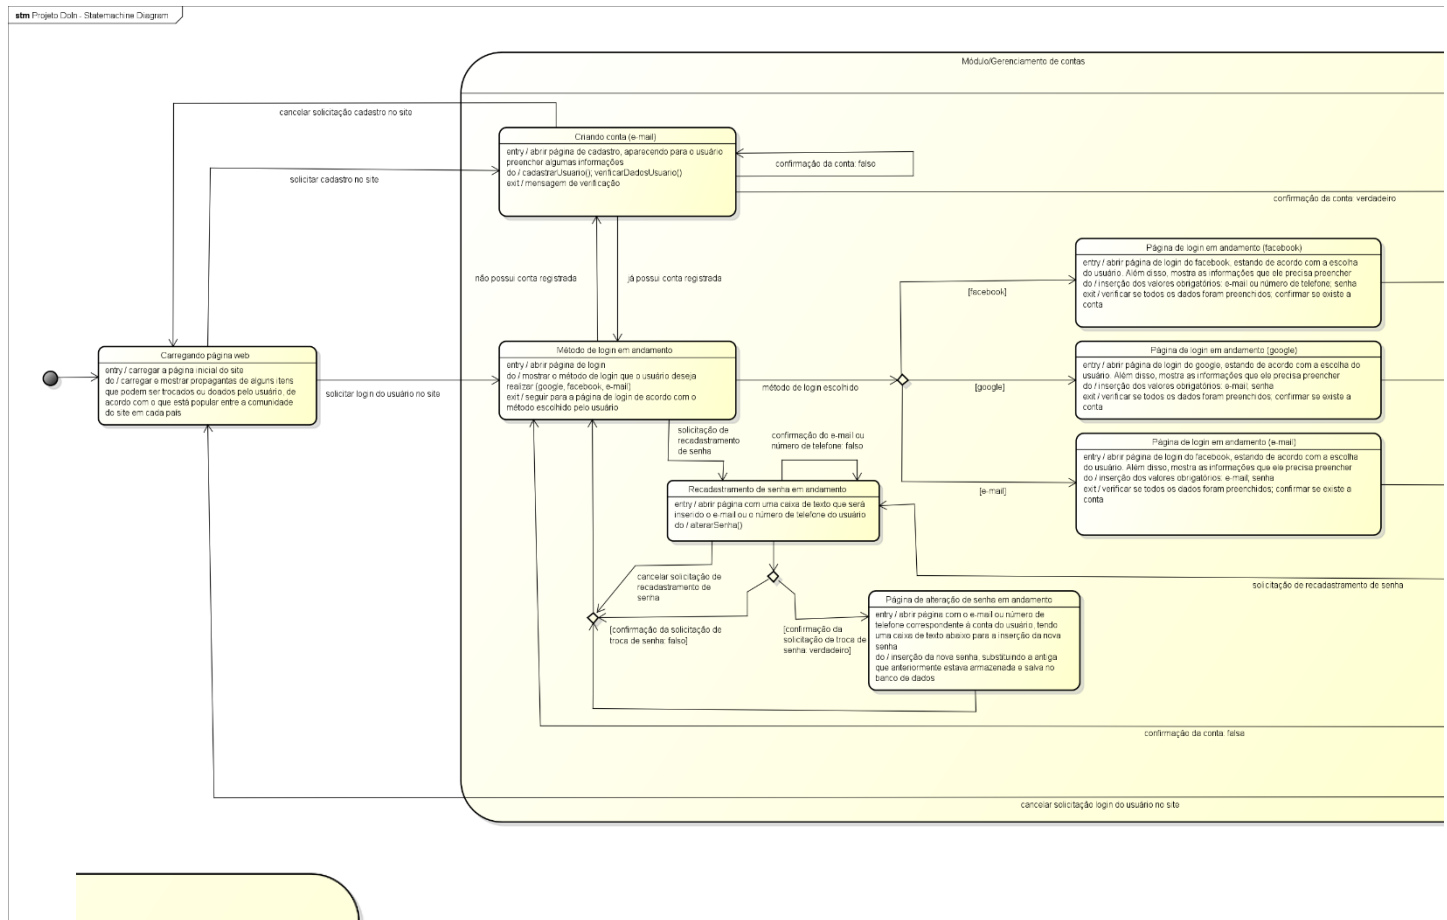 stm Projeto DoIn - Statemachine Diagram
Módulo/Gerenciamento de contas
cancelar solicitação cadastro no site
Criando conta (e-mail)
entry / abrir página de cadastro, aparecendo para o usuário
preencher algumas informações
do / cadastrarUsuario(); verificarDadosUsuario()
exit / mensagem de verificação
confirmação da conta: falso
solicitar cadastro no site
confirmação da conta: verdadeiro
não possui conta registrada
já possui conta registrada
Página de login em andamento (facebook)
entry / abrir página de login do facebook, estando de acordo com a escolha
do usuário. Além disso, mostra as informações que ele precisa preencher
do / inserção dos valores obrigatórios: e-mail ou número de telefone; senha
exit / verificar se todos os dados foram preenchidos; confirmar se existe a
conta
[facebook]
Carregando página web
entry / carregar a página inicial do site
do / carregar e mostrar propagantas de alguns itens
que podem ser trocados ou doados pelo usuário, de
acordo com o que está popular entre a comunidade
do site em cada país
solicitar login do usuário no site
Método de login em andamento
entry / abrir página de login
do / mostrar o método de login que o usuário deseja
realizar (google, facebook, e-mail)
exit / seguir para a página de login de acordo com o
método escolhido pelo usuário
método de login escolhido
[google]
Página de login em andamento (google)
entry / abrir página de login do google, estando de acordo com a escolha do
usuário. Além disso, mostra as informações que ele precisa preencher
do / inserção dos valores obrigatórios: e-mail; senha
exit / verificar se todos os dados foram preenchidos; confirmar se existe a
conta
solicitação de
recadastramento
de senha
confirmação do e-mail ou
número de telefone: falso
[e-mail]
Página de login em andamento (e-mail)
entry / abrir página de login do facebook, estando de acordo com a escolha
do usuário. Além disso, mostra as informações que ele precisa preencher
do / inserção dos valores obrigatórios: e-mail; senha
exit / verificar se todos os dados foram preenchidos; confirmar se existe a
conta
Recadastramento de senha em andamento
entry / abrir página com uma caixa de texto que será
inserido o e-mail ou o número de telefone do usuário
do / alterarSenha()
solicitação de recadastramento de senha
cancelar solicitação de
recadastramento de
senha
[confirmação da solicitação de
troca de senha: falso]
[confirmação da
solicitação de troca de
senha: verdadeiro]
Página de alteração de senha em andamento
entry / abrir página com o e-mail ou número de
telefone correspondente à conta do usuário, tendo
uma caixa de texto abaixo para a inserção da nova
senha
do / inserção da nova senha, substituindo a antiga
que anteriormente estava armazenada e salva no
banco de dados
confirmação da conta: falsa
cancelar solicitação login do usuário no site